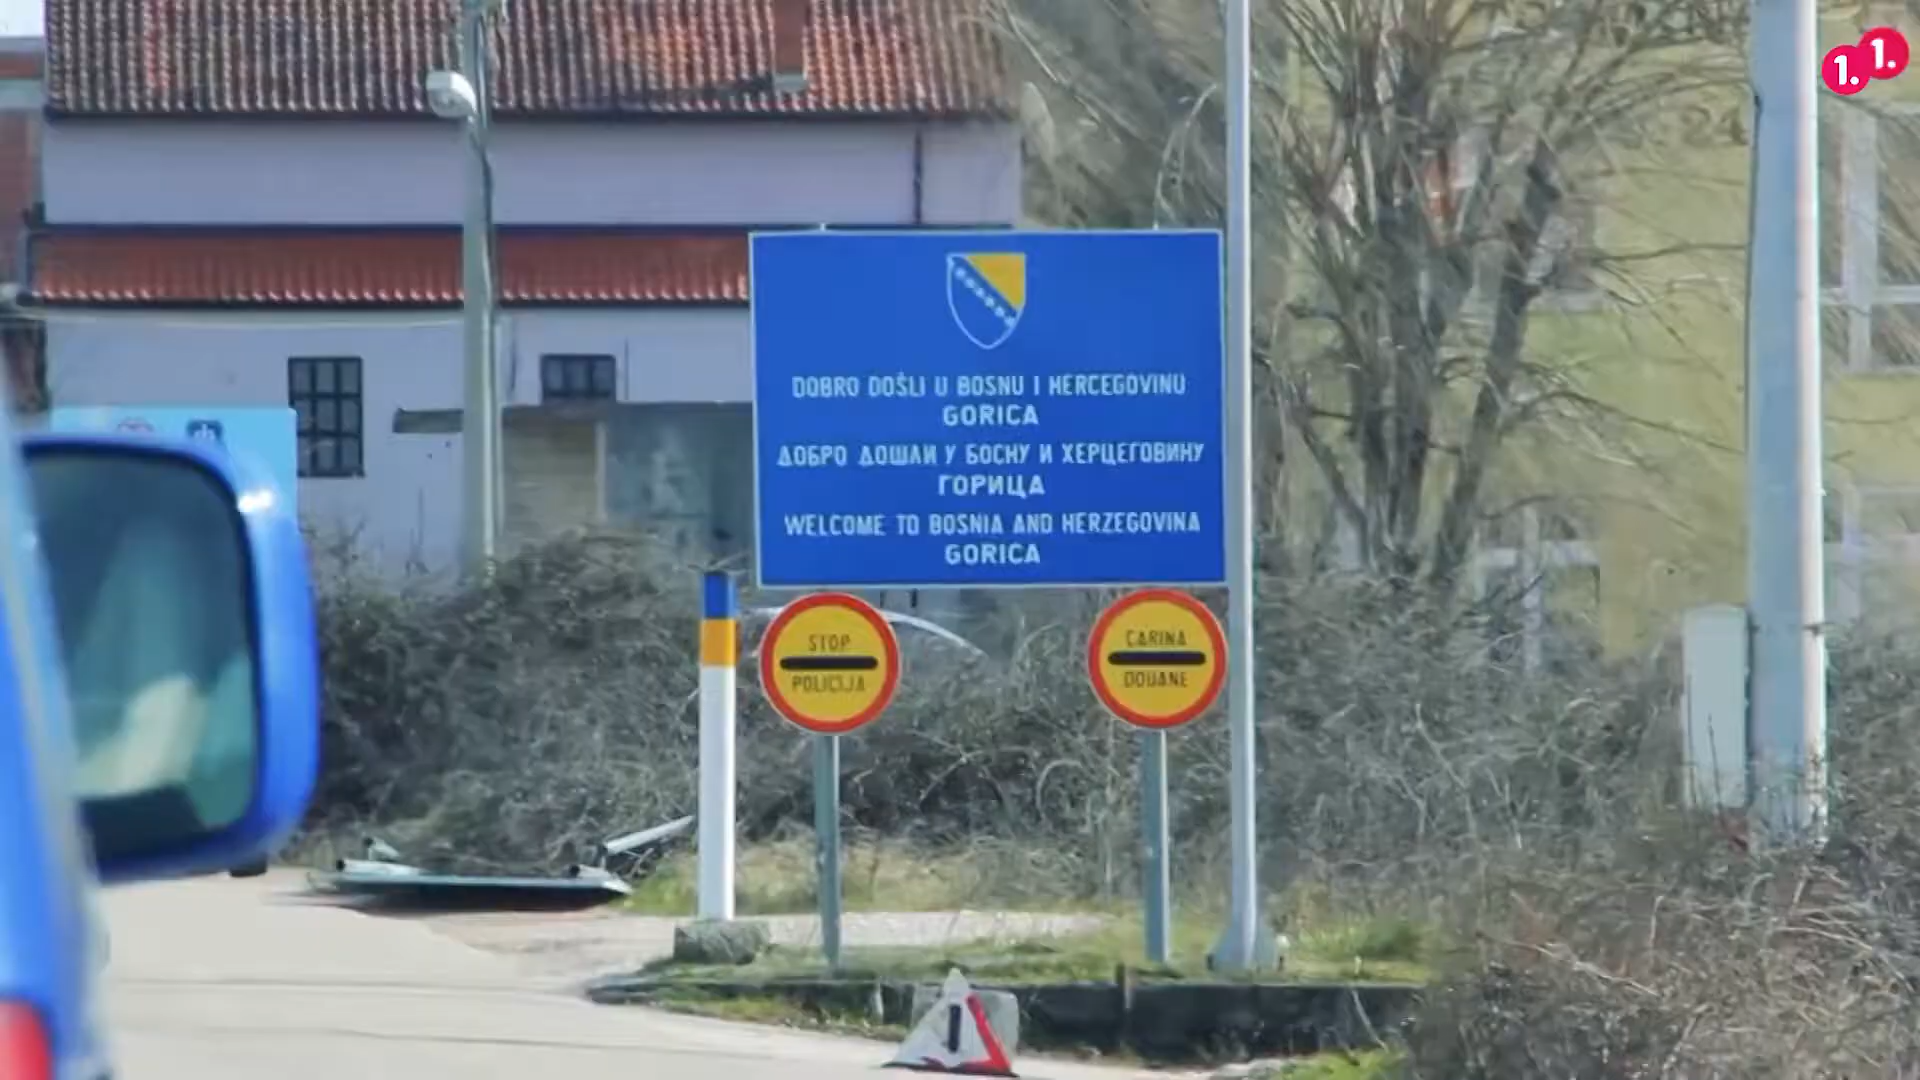 1. 1.
DOBRO DOŠLI U BOSNU I HERCEGOVINU
GORICA
ДОБРО ДОШЛИ У БОСНУ И ХЕРЦЕГОВИНУ
ГОРИЦА
WELCOME TO BOSNIA AND HERZEGOVINA
GORICA
STOP
POLICIJA
CARINA
DOUANE